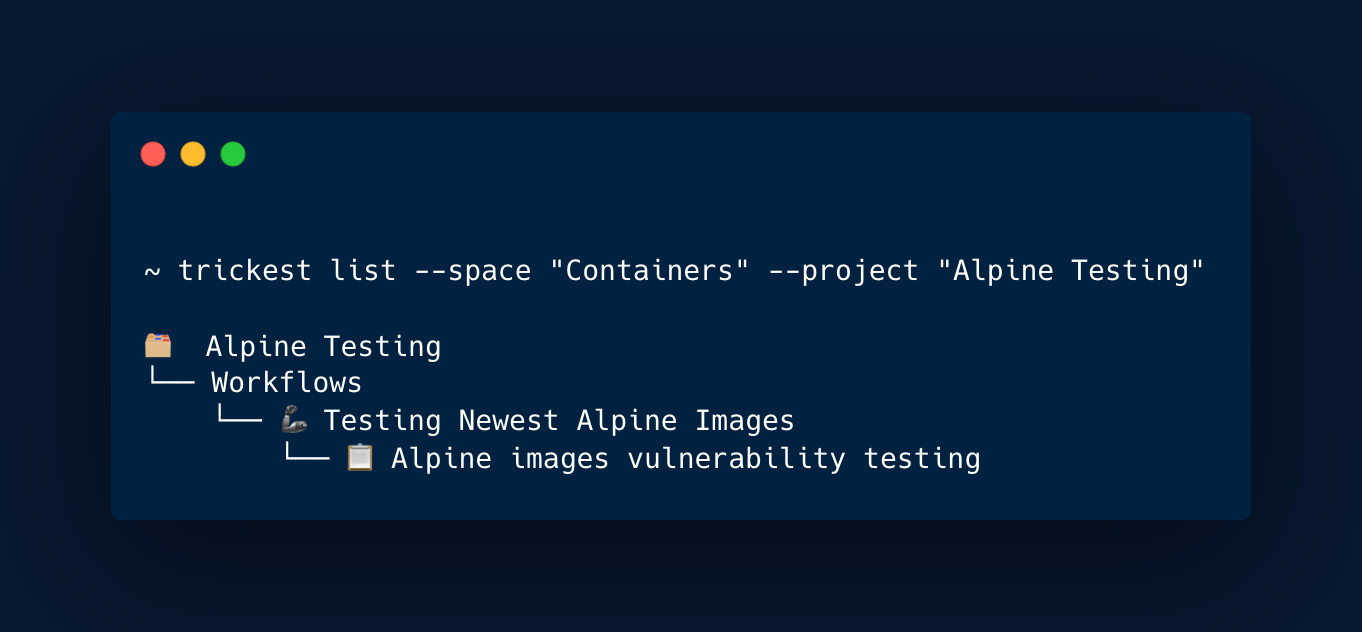 ~ trickest list --space "Containers" --project "Alpine Testing"
🗂️  Alpine Testing
└── Workflows
    └── 🦾 Testing Newest Alpine Images
        └── 📋 Alpine images vulnerability testing